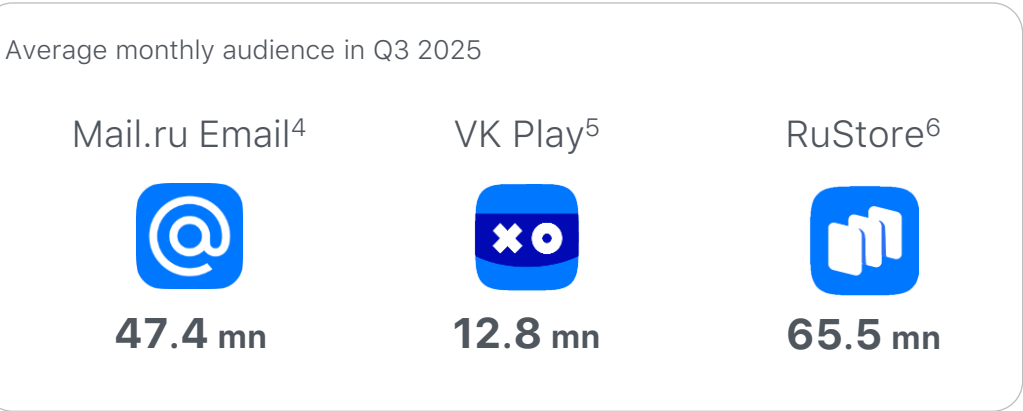 Average monthly audience in Q3 2025
Mail.ru Email⁴ VK Play⁵ RuStore⁶
47.4 mn 12.8 mn 65.5 mn